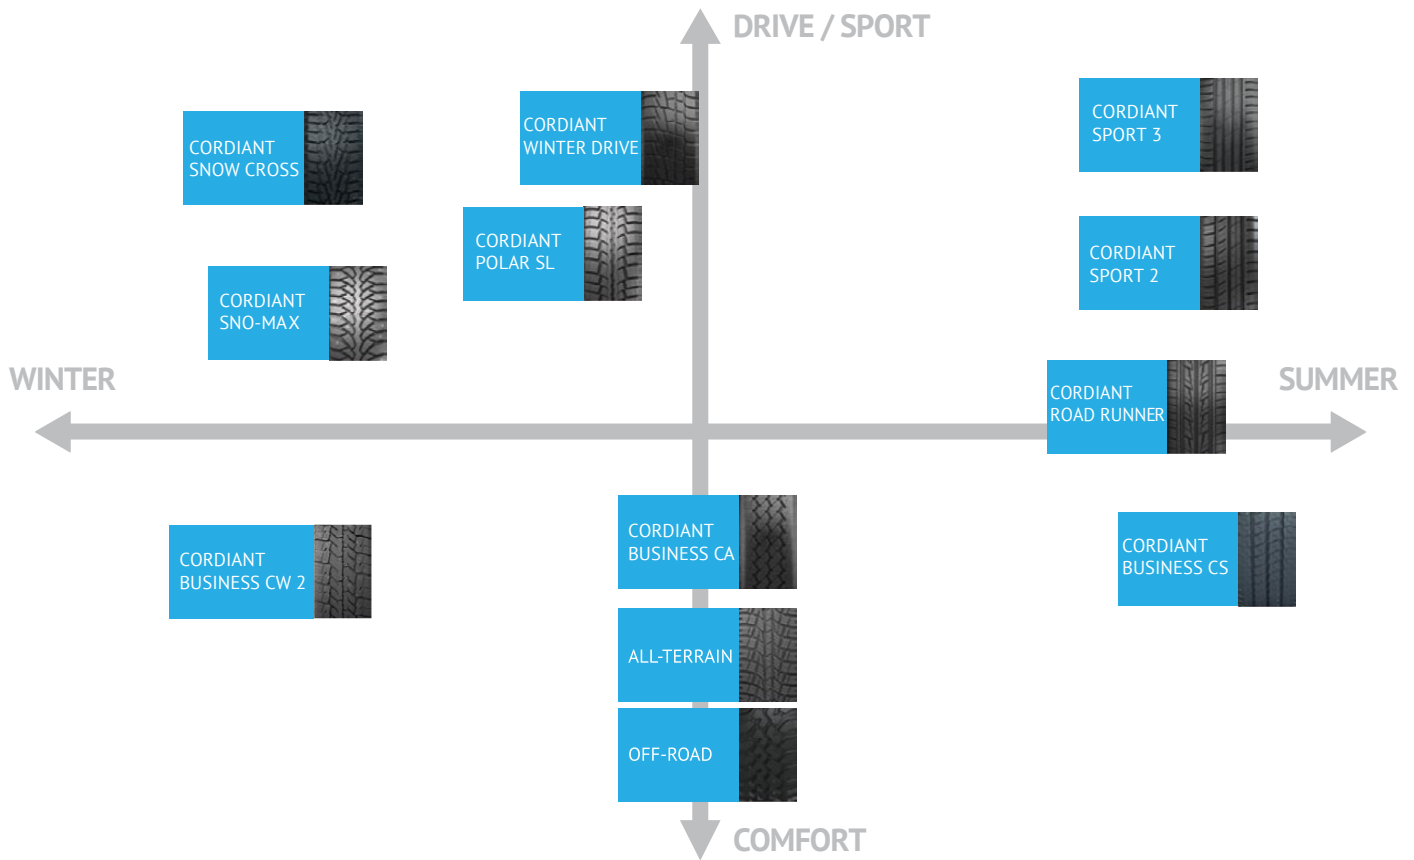 DRIVE / SPORT
CORDIANT
SNOW CROSS
CORDIANT
WINTER DRIVE
CORDIANT
SPORT 3
CORDIANT
POLAR SL
CORDIANT
SPORT 2
CORDIANT
SNO-MAX
WINTER
SUMMER
CORDIANT
ROAD RUNNER
CORDIANT
BUSINESS CW 2
CORDIANT
BUSINESS CA
CORDIANT
BUSINESS CS
ALL-TERRAIN
OFF-ROAD
COMFORT